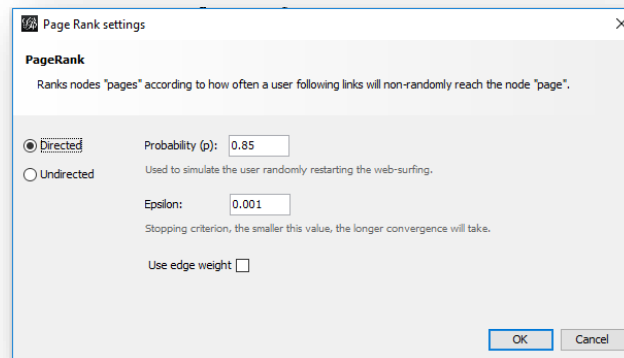 Page Rank settings
PageRank
Ranks nodes "pages" according to how often a user following links will non-randomly reach the node "page".
Directed
Probability (p): 0.85
Used to simulate the user randomly restarting the web-surfing.
Undirected
Epsilon: 0.001
Stopping criterion, the smaller this value, the longer convergence will take.
Use edge weight
OK Cancel